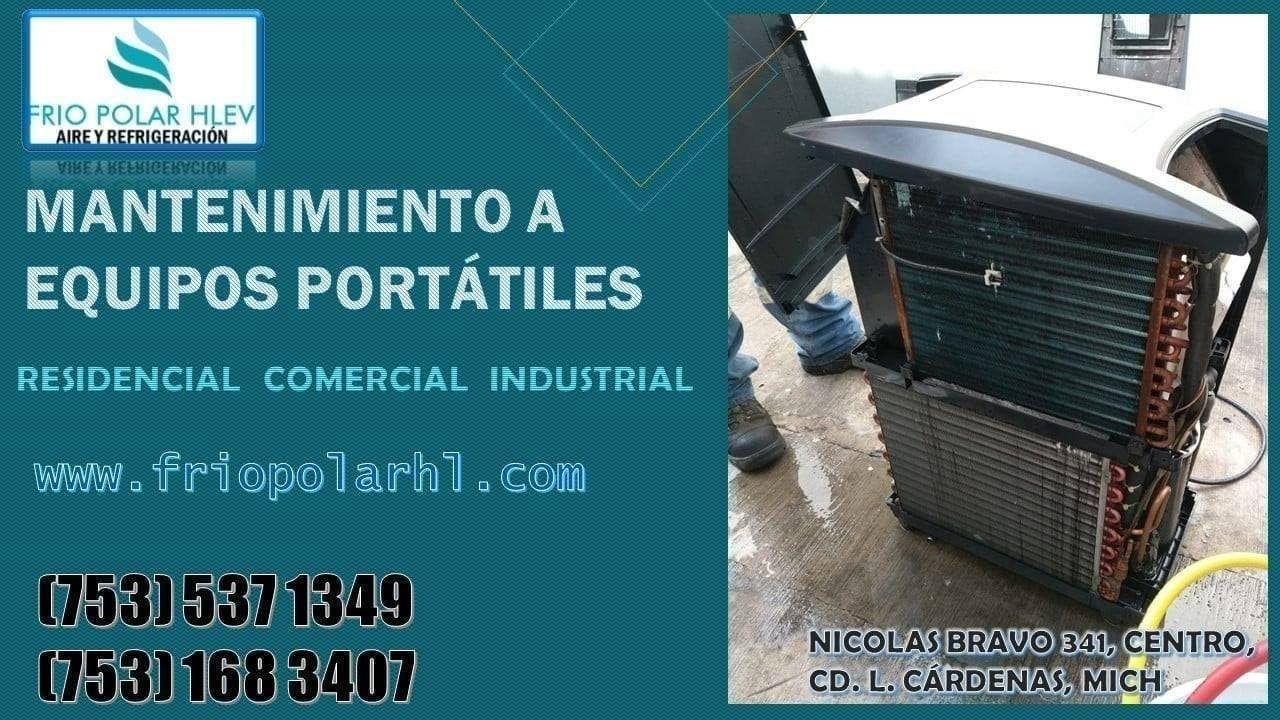 FRIO POLAR HLEV
AIRE Y REFRIGERACIÓN
MANTENIMIENTO A
EQUIPOS PORTÁTILES
RESIDENCIAL COMERCIAL INDUSTRIAL
www.friopolarhl.com
(753) 537 1349
(753) 168 3407
NICOLAS BRAVO 341, CENTRO,
CD. L. CÁRDENAS, MICH